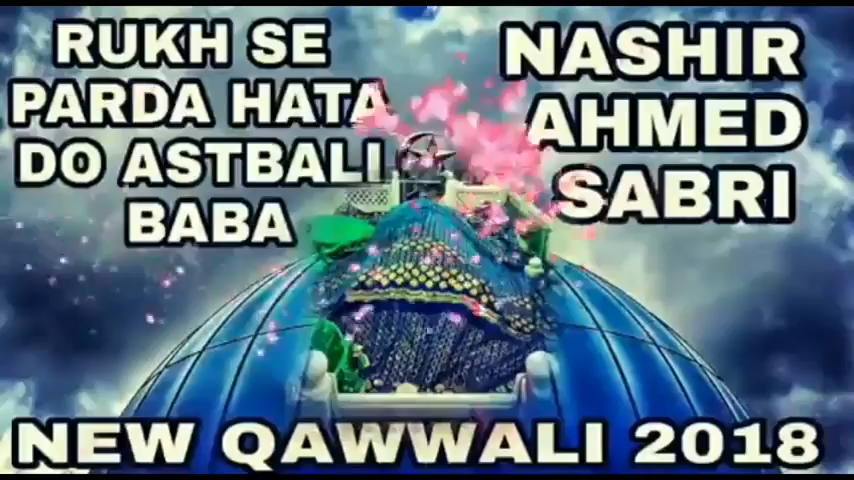 RUKH SE
PARDA HATA
DO ASTBALI
BABA
NASHIR
AHMED
SABRI
NEW QAWWALI 2018